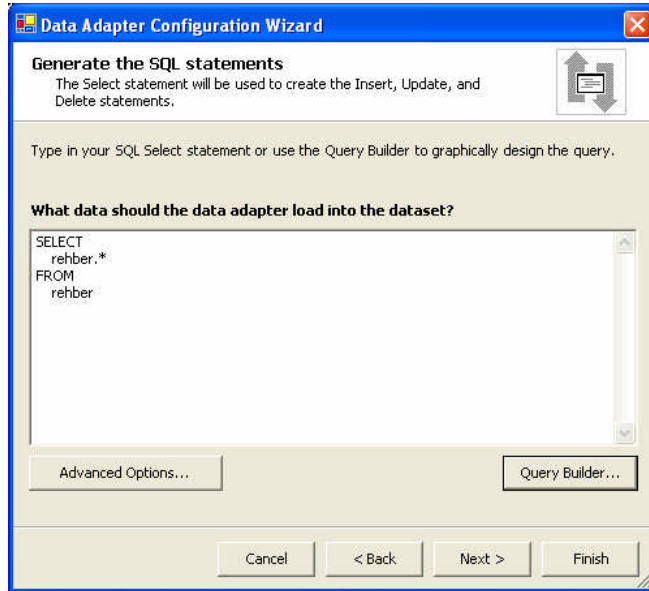 Data Adapter Configuration Wizard
Generate the SQL statements
The Select statement will be used to create the Insert, Update, and
Delete statements.
Type in your SQL Select statement or use the Query Builder to graphically design the query.
What data should the data adapter load into the dataset?
SELECT
rehber.*
FROM
rehber
Advanced Options...
Query Builder...
Cancel
< Back
Next >
Finish